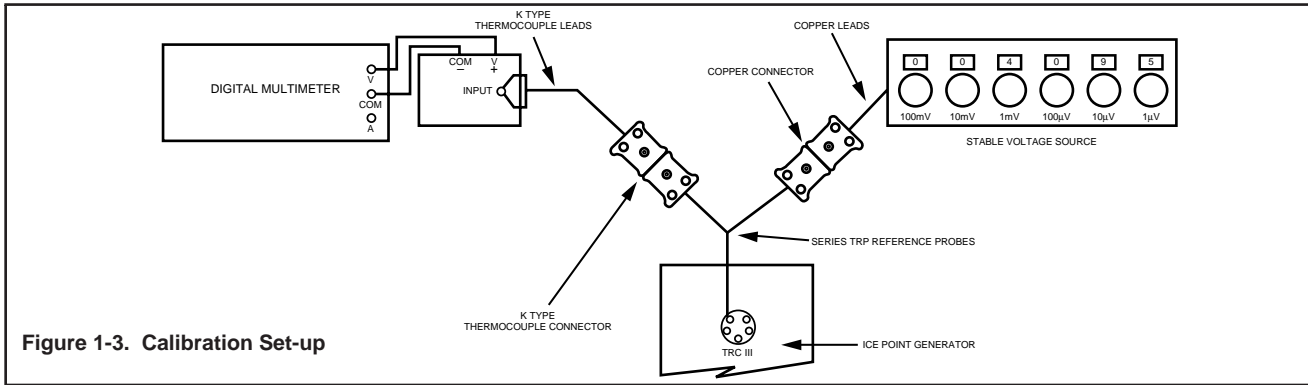 K TYPE
THERMOCOUPLE LEADS
COPPER LEADS
DIGITAL MULTIMETER
V
COM
A
COM
−
V
+
INPUT
COPPER CONNECTOR
0 0 4 0 9 5
100mV 10mV 1mV 100µV 10µV 1µV
STABLE VOLTAGE SOURCE
SERIES TRP REFERENCE PROBES
K TYPE
THERMOCOUPLE CONNECTOR
TRC III
ICE POINT GENERATOR
Figure 1-3. Calibration Set-up